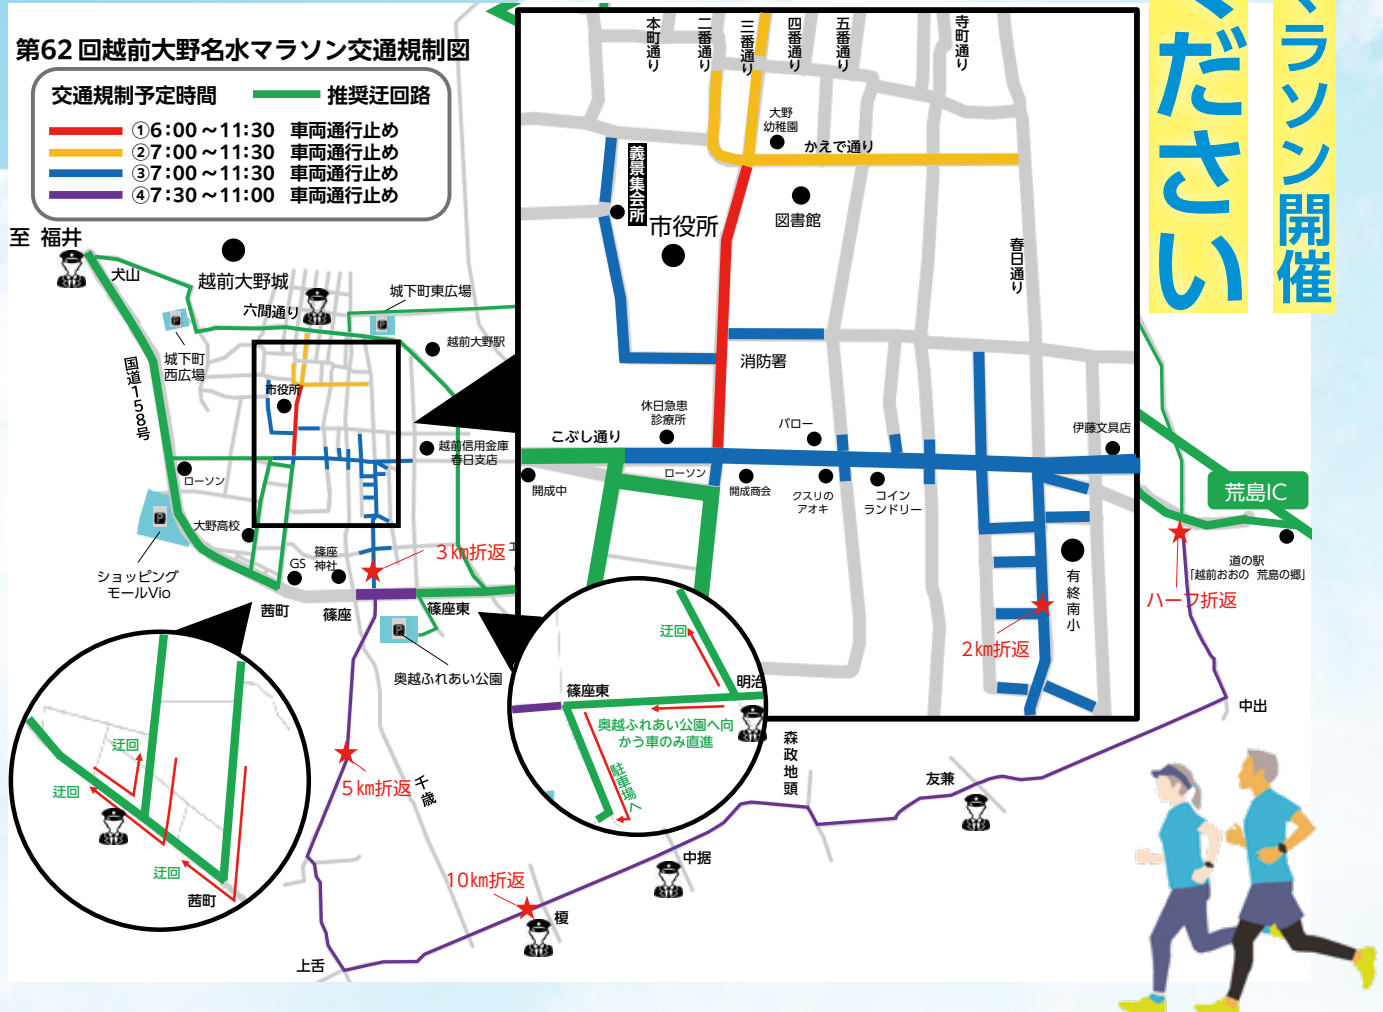 第62回越前大野名水マラソン交通規制図
交通規制予定時間
推奨迂回路
①6:00～11:30 車両通行止め
②7:00～11:30 車両通行止め
③7:00～11:30 車両通行止め
④7:30～11:00 車両通行止め
ください
ラソン開催
本町通り
二番通り
三番通り
四番通り
五番通り
寺町通り
大野
幼稚園
かえで通り
義景集会所
市役所
図書館
春日通り
消防署
休日急患
診療所
こぶし通り
バロー
伊藤文具店
ローソン
開成中
開成商会
クスリの
アオキ
コイン
ランドリー
有終南小
2km折返
至 福井
犬山
越前大野城
六間通り
城下町東広場
P
P
城下町
西広場
越前大野駅
国道158号
市役所
越前信用金庫
春日支店
ローソン
P
大野高校
ショッピング
モールVio
GS
篠座
神社
3km折返
茜町
篠座
篠座東
P
奥越ふれあい公園
荒島IC
道の駅
「越前おおの 荒島の郷」
ハーフ折返
中出
迂回
篠座東
明治
奥越ふれあい公園へ向
かう車のみ直進
駐車場へ
迂回
迂回
迂回
茜町
5km折返
千歳
森政地頭
友兼
中据
10km折返
榎
上舌